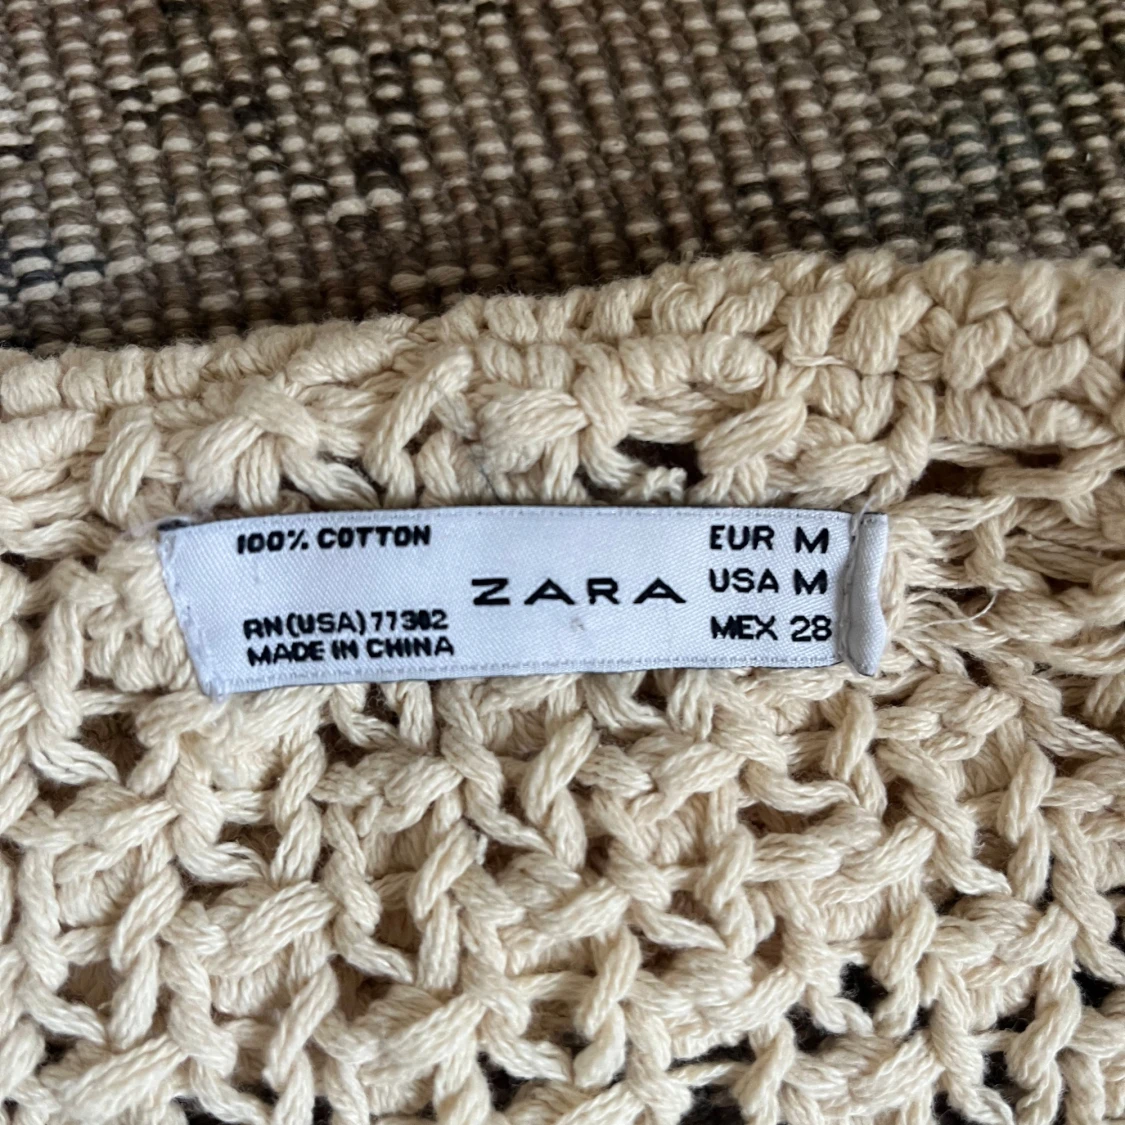 100% COTTON
ZARA
RN(USA)77302
MADE IN CHINA
EUR M
USA M
MEX 28